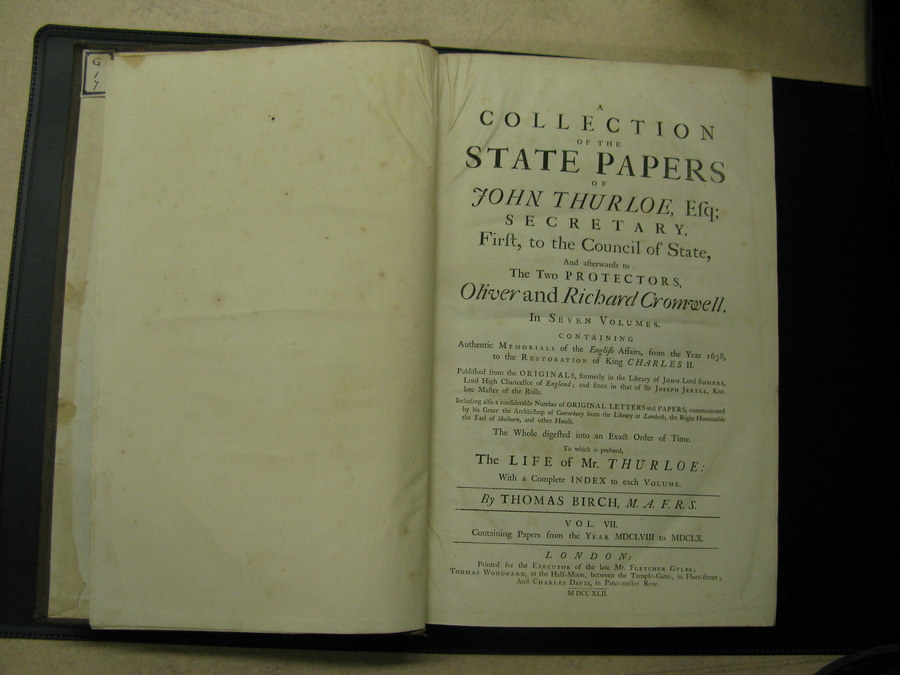 G
17
A
COLLECTION
OF THE
STATE PAPERS
OF
JOHN THURLOE, Eſq;
SECRETARY,
Firſt, to the Council of State,
And afterwards to
The Two PROTECTORS,
Oliver and Richard Cromwell.
In SEVEN VOLUMES.
CONTAINING
Authentic MEMORIALS of the Engliſh Affairs, from the Year 1638,
to the RESTORATION of King CHARLES II.
Publiſhed from the ORIGINALS, formerly in the Library of JOHN Lord SOMERS,
Lord High Chancellor of England; and ſince in that of Sir JOSEPH JEKYLL, Knt.
late Maſter of the Rolls.
Including alſo a conſiderable Number of ORIGINAL LETTERS and PAPERS, communicated
by his Grace the Archbiſhop of Canterbury from the Library at Lambeth, the Right Honourable
the Earl of Shelburn, and other Hands.
The Whole digeſted into an Exact Order of Time.
To which is prefixed,
The LIFE of Mr. THURLOE:
With a Complete INDEX to each VOLUME.
By THOMAS BIRCH, M. A. F. R. S.
VOL. VII.
Containing Papers from the YEAR MDCLVIII to MDCLX.
LONDON:
Printed for the EXECUTOR of the late Mr. FLETCHER GYLES;
THOMAS WOODWARD, at the Half-Moon, between the Temple-Gates, in Fleet-ſtreet;
And CHARLES DAVIS, in Pater-noſter Row.
M DCC XLII.